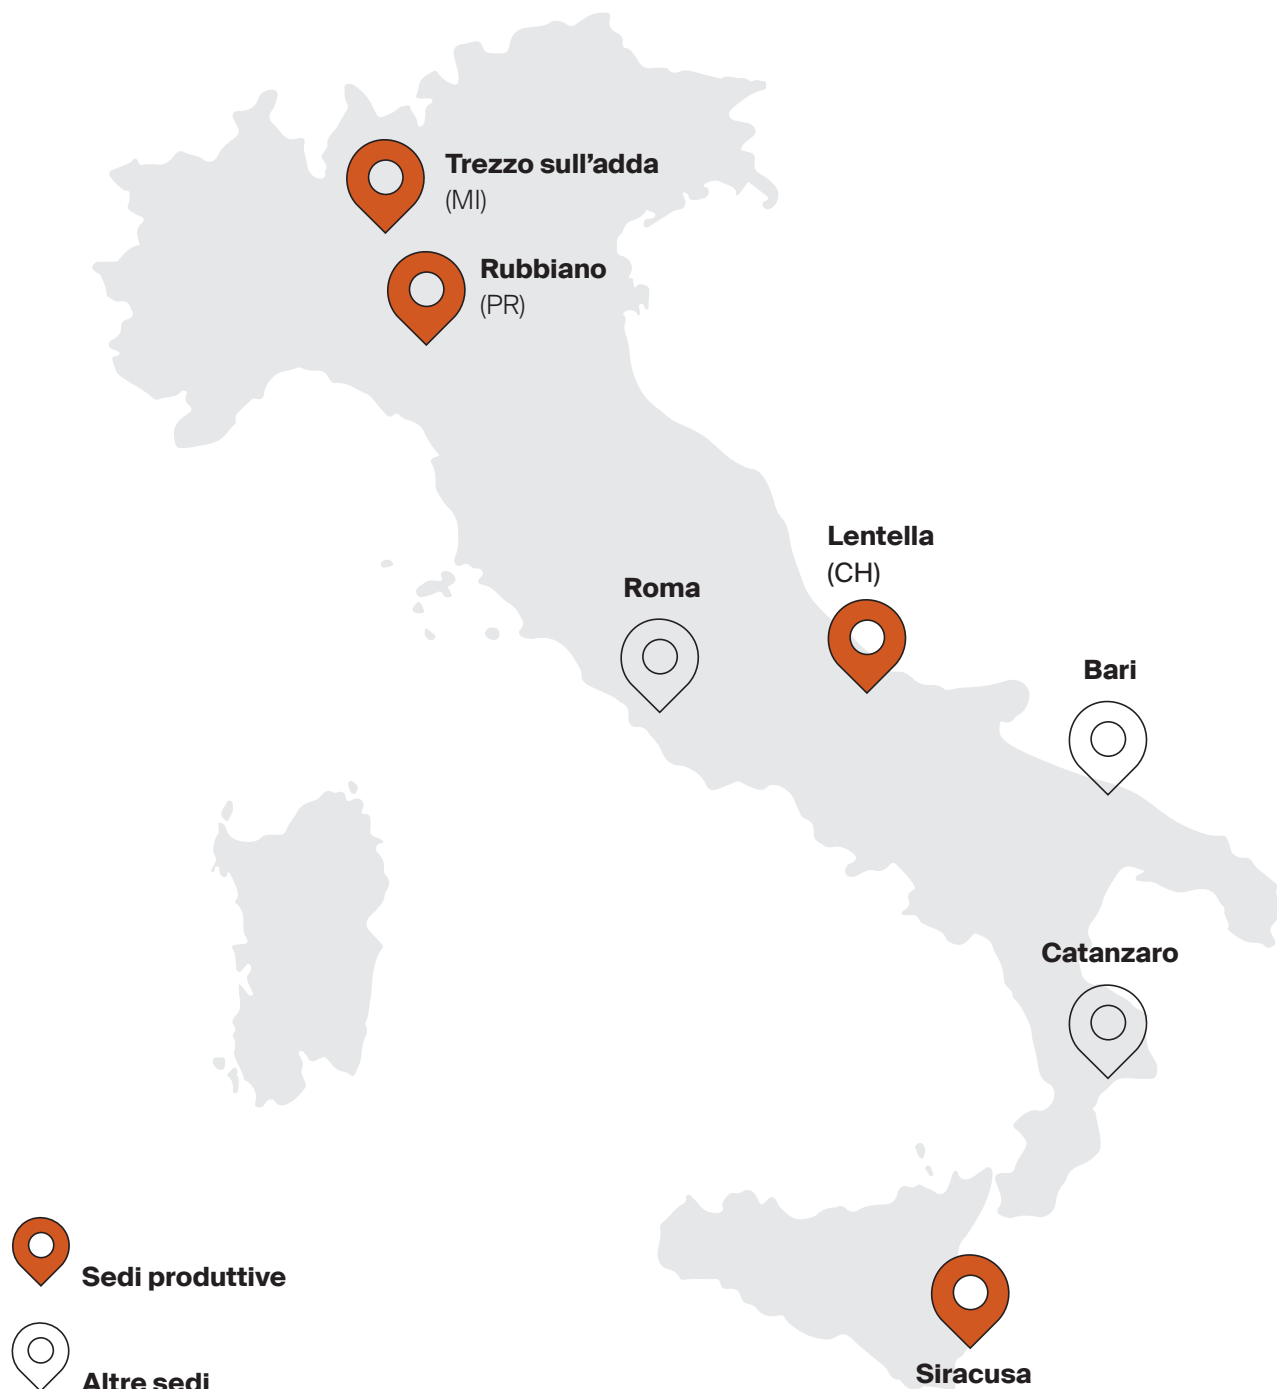 Trezzo sull’adda
(MI)
Rubbiano
(PR)
Lentella
(CH)
Roma
Bari
Catanzaro
Sedi produttive
Siracusa
Altre sedi